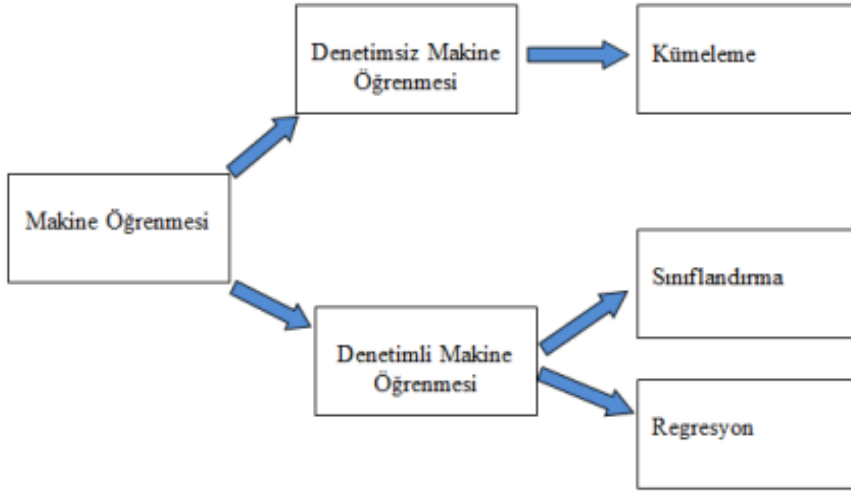 Denetimsiz Makine
Öğrenmesi
Kümeleme
Makine Öğrenmesi
Sınıflandırma
Denetimli Makine
Öğrenmesi
Regresyon